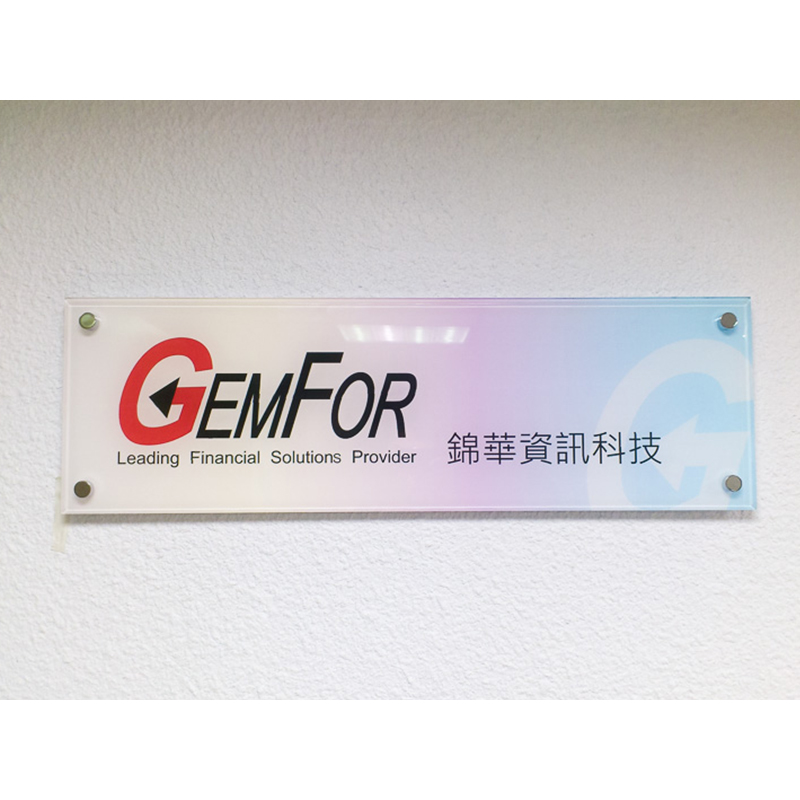 GEMFOR
Leading Financial Solutions Provider
錦華資訊科技